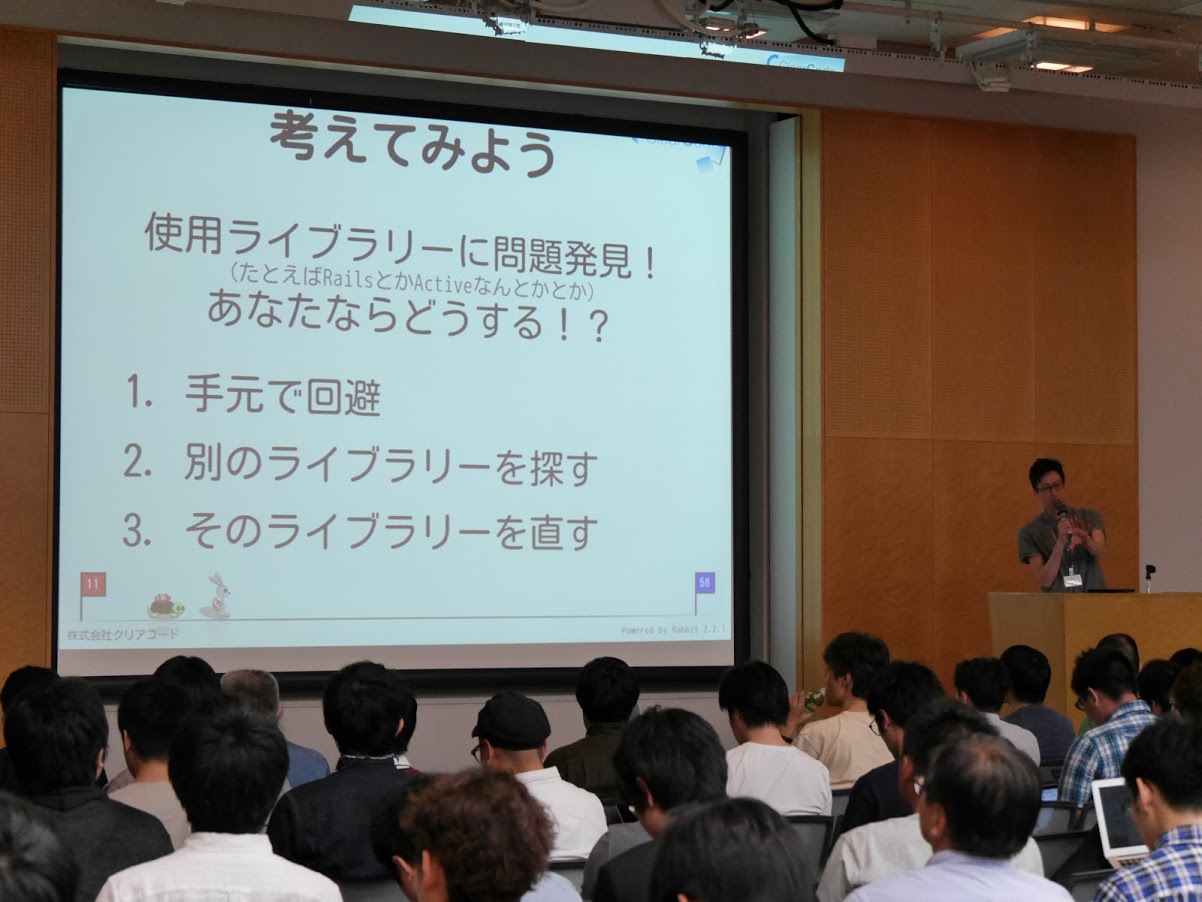 考えてみよう
使用ライブラリーに問題発見！
（たとえばRailsとかActiveなんとかとか）
あなたならどうする！？
1. 手元で回避
2. 別のライブラリーを探す
3. そのライブラリーを直す
11
58
株式会社クリアコード
Powered by Rabbit 2.2.1